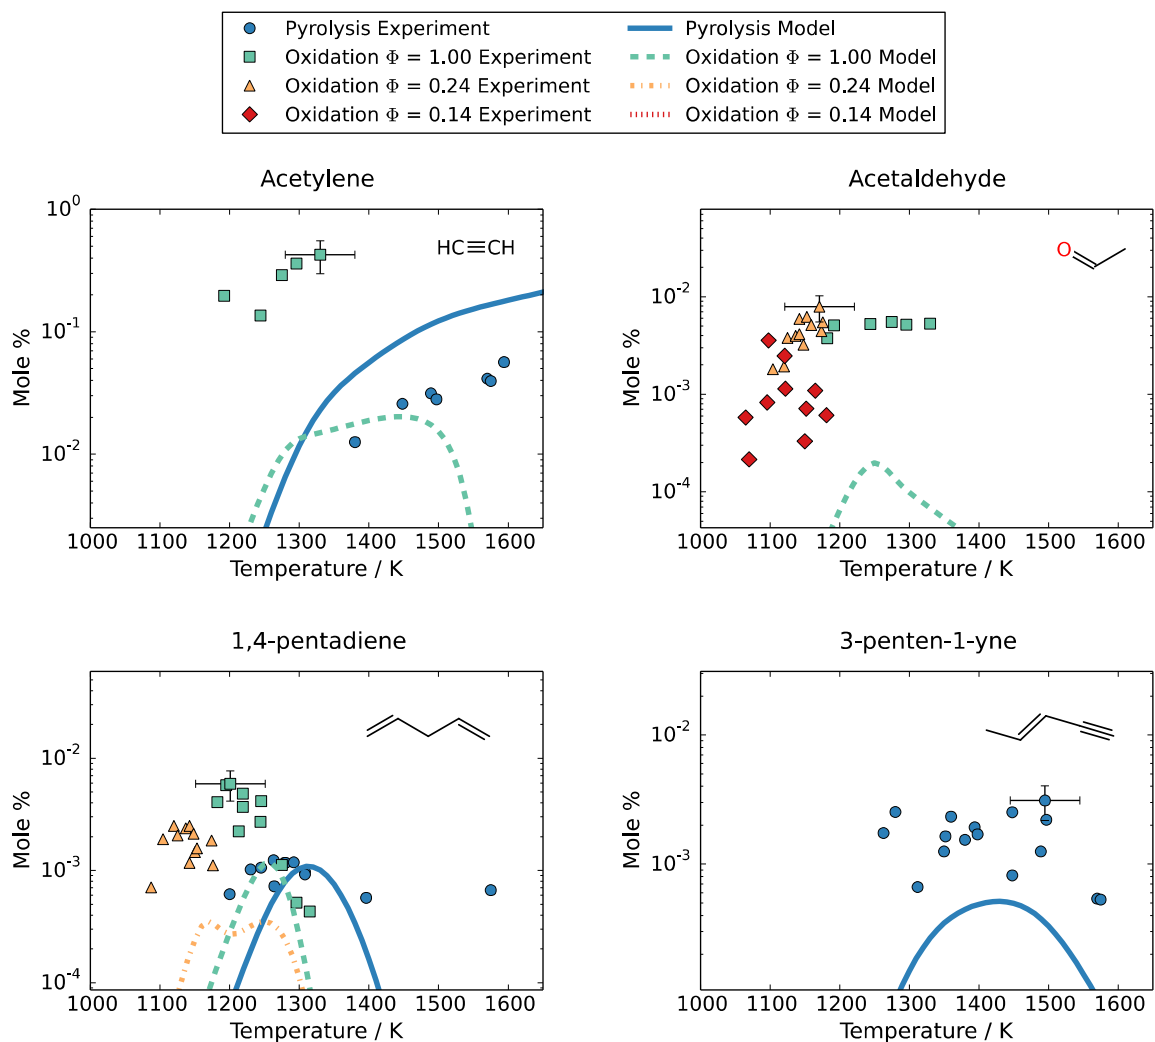 Pyrolysis Experiment Pyrolysis Model
Oxidation Φ = 1.00 Experiment Oxidation Φ = 1.00 Model
Oxidation Φ = 0.24 Experiment Oxidation Φ = 0.24 Model
Oxidation Φ = 0.14 Experiment Oxidation Φ = 0.14 Model
Acetylene
Mole %
10⁰
10⁻¹
10⁻²
HC≡CH
1000 1100 1200 1300 1400 1500 1600
Temperature / K
Acetaldehyde
Mole %
10⁻²
10⁻³
10⁻⁴
O
1000 1100 1200 1300 1400 1500 1600
Temperature / K
1,4-pentadiene
Mole %
10⁻²
10⁻³
10⁻⁴
1000 1100 1200 1300 1400 1500 1600
Temperature / K
3-penten-1-yne
Mole %
10⁻²
10⁻³
1000 1100 1200 1300 1400 1500 1600
Temperature / K